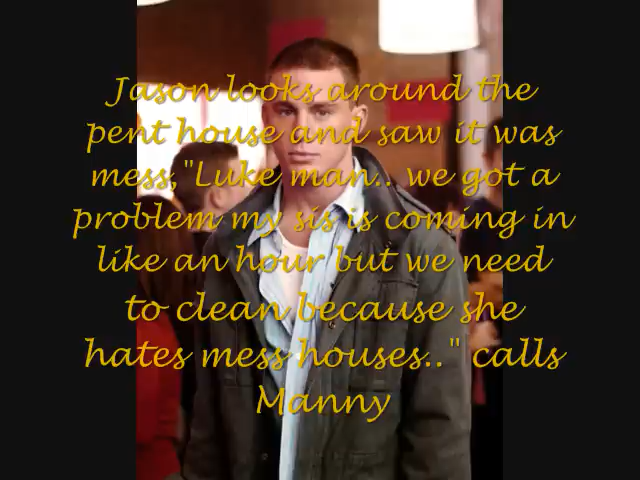 Jason looks around the
pent house and saw it was
mess,"Luke man.. we got a
problem my sis is coming in
like an hour but we need
to clean because she
hates mess houses.." calls
Manny